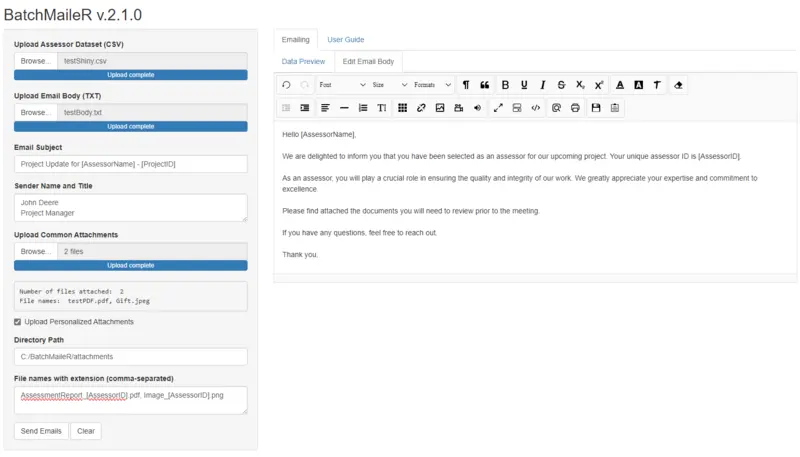 BatchMaileR v.2.1.0
Upload Assessor Dataset (CSV)
Browse...
testShiny.csv
Upload complete
Upload Email Body (TXT)
Browse...
testBody.txt
Upload complete
Email Subject
Project Update for [AssessorName] - [ProjectID]
Sender Name and Title
John Deere
Project Manager
Upload Common Attachments
Browse...
2 files
Upload complete
Number of files attached: 2
File names: testPDF.pdf, Gift.jpeg
Upload Personalized Attachments
Directory Path
C:/BatchMaileR/attachments
File names with extension (comma-separated)
AssessmentReport_[AssessorID].pdf, Image_[AssessorID].png
Send Emails
Clear
Emailing
User Guide
Data Preview
Edit Email Body
Font
Size
Formats
Hello [AssessorName],
We are delighted to inform you that you have been selected as an assessor for our upcoming project. Your unique assessor ID is [AssessorID].
As an assessor, you will play a crucial role in ensuring the quality and integrity of our work. We greatly appreciate your expertise and commitment to
excellence.
Please find attached the documents you will need to review prior to the meeting.
If you have any questions, feel free to reach out.
Thank you.